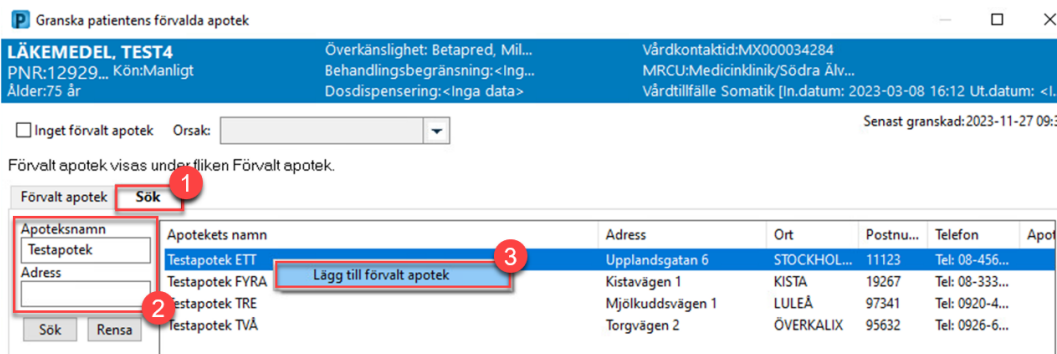 P Granska patientens förvalda apotek
LÄKEMEDEL, TEST4 Överkänslighet: Betapred, Mil... Vårdkontaktid:MX000034284
PNR:12929... Kön:Manligt Behandlingsbegränsning:<Ing... MRCU:Medicinklinik/Södra Älv...
Ålder:75 år Dosdispensering:<Inga data> Vårdtillfälle Somatik [In.datum: 2023-03-08 16:12 Ut.datum: <I...
Inget förvalt apotek Orsak: Senast granskad:2023-11-27 09:3
Förvalt apotek visas under fliken Förvalt apotek.
1
Förvalt apotek Sök
Apoteksnamn Apotekets namn Adress Ort Postnu... Telefon Apot
Testapotek Testapotek ETT Upplandsgatan 6 STOCKHOL... 11123 Tel: 08-456...
3
Lägg till förvalt apotek
Adress Testapotek FYRA Kistavägen 1 KISTA 19267 Tel: 08-333...
2 Testapotek TRE Mjölkuddsvägen 1 LULEÅ 97341 Tel: 0920-4...
Sök Rensa Testapotek TVÅ Torgvägen 2 ÖVERKALIX 95632 Tel: 0926-6...